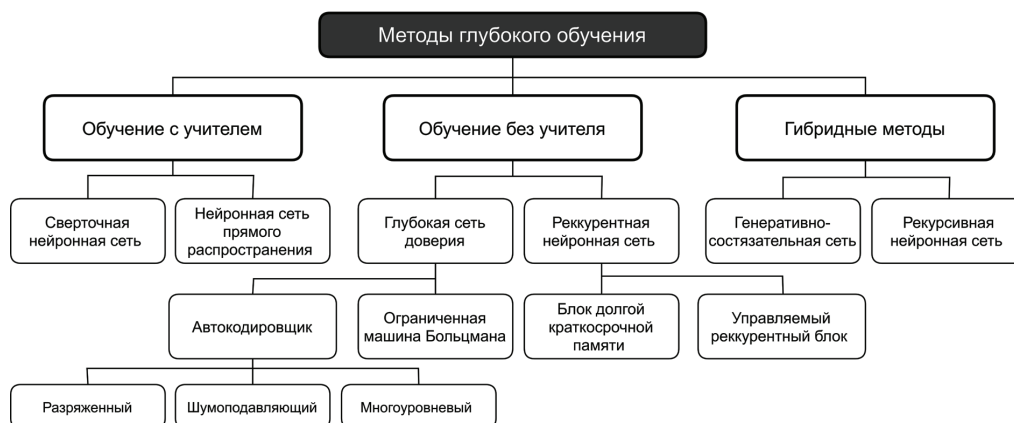 Методы глубокого обучения
Обучение с учителем
Обучение без учителя
Гибридные методы
Сверточная
нейронная сеть
Нейронная сеть
прямого
распространения
Глубокая сеть
доверия
Реккурентная
нейронная сеть
Генеративно-
состязательная сеть
Рекурсивная
нейронная сеть
Автокодировщик
Ограниченная
машина Больцмана
Блок долгой
краткосрочной
памяти
Управляемый
реккурентный блок
Разряженный
Шумоподавляющий
Многоуровневый